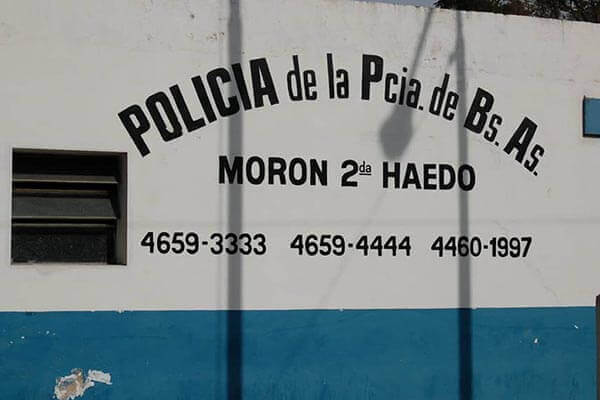 POLICIA de la Pcia. de Bs. As.
MORON 2da HAEDO
4659-3333 4659-4444 4460-1997